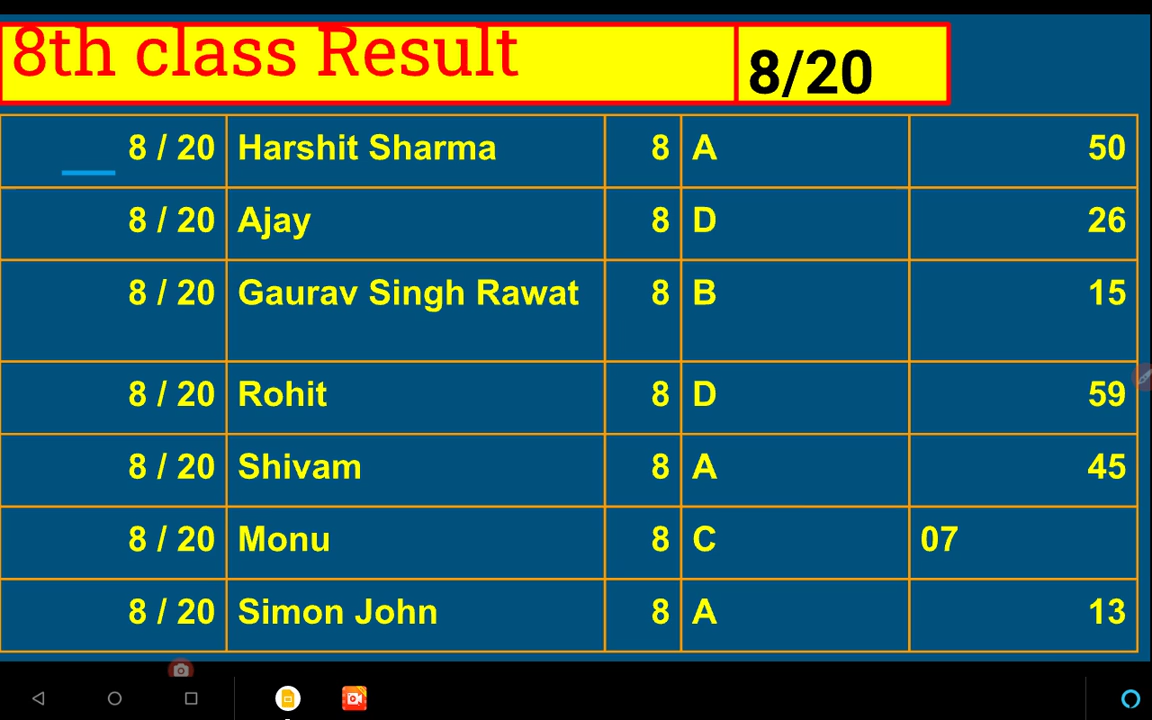 8th class Result 8/20
8 / 20 Harshit Sharma 8 A 50
8 / 20 Ajay 8 D 26
8 / 20 Gaurav Singh Rawat 8 B 15
8 / 20 Rohit 8 D 59
8 / 20 Shivam 8 A 45
8 / 20 Monu 8 C 07
8 / 20 Simon John 8 A 13